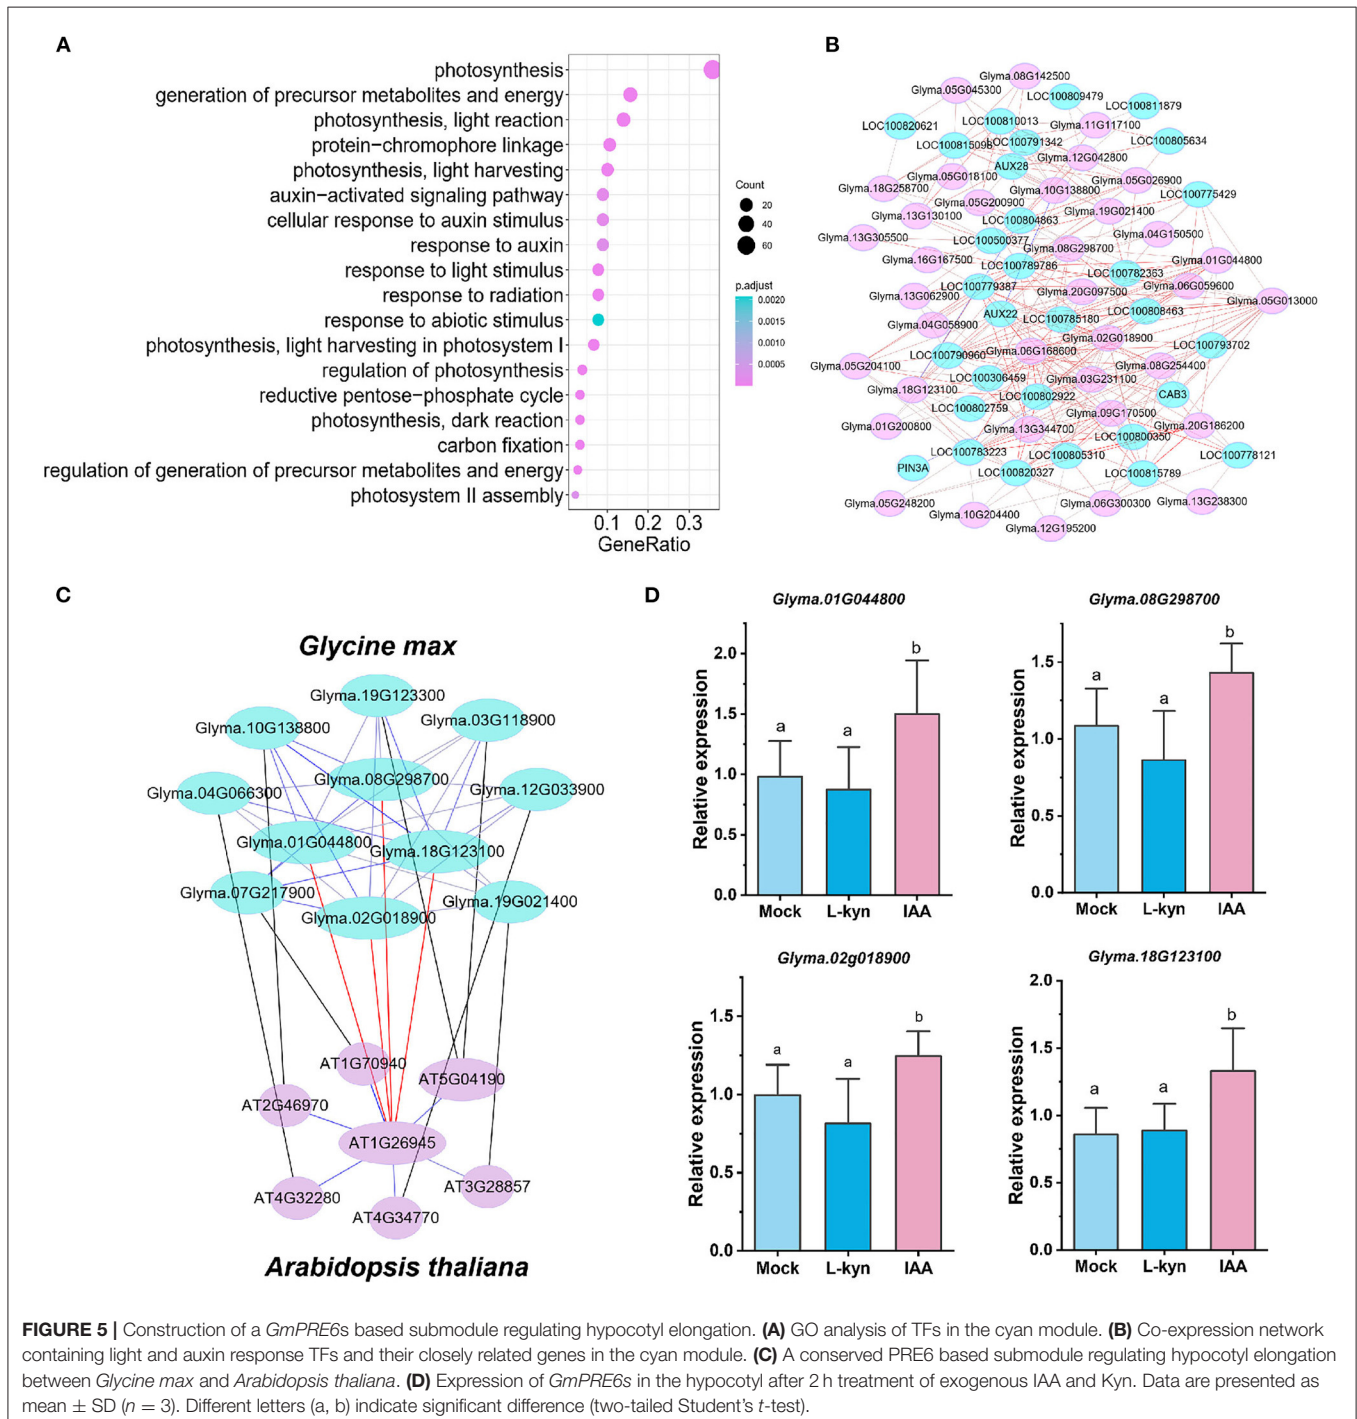 A
photosynthesis
generation of precursor metabolites and energy
photosynthesis, light reaction
protein−chromophore linkage
photosynthesis, light harvesting
auxin−activated signaling pathway
cellular response to auxin stimulus
response to auxin
response to light stimulus
response to radiation
response to abiotic stimulus
photosynthesis, light harvesting in photosystem I
regulation of photosynthesis
reductive pentose−phosphate cycle
photosynthesis, dark reaction
carbon fixation
regulation of generation of precursor metabolites and energy
photosystem II assembly
0.1 0.2 0.3
GeneRatio
Count
20
40
60
p.adjust
0.0020
0.0015
0.0010
0.0005
B
Glyma.08G142500
Glyma.05G045300
LOC100809479
LOC100811879
LOC100820621
LOC100810013
Glyma.11G117100
LOC100815098
LOC100791342
LOC100805634
Glyma.12G042800
AUX28
Glyma.05G018100
Glyma.05G026900
Glyma.18G258700
Glyma.10G138800
LOC100775429
Glyma.05G200900
Glyma.13G130100
LOC100804863
Glyma.19G021400
Glyma.13G305500
LOC100500377
Glyma.04G150500
Glyma.08G298700
Glyma.16G167500
LOC100789786
LOC100782363
Glyma.01G044800
LOC100779387
Glyma.06G059600
Glyma.13G062900
Glyma.20G097500
Glyma.05G013000
AUX22
LOC100785180
LOC100808463
Glyma.04G058900
Glyma.02G018900
LOC100793702
LOC100790960
Glyma.06G168600
Glyma.05G204100
Glyma.08G254400
LOC100306459
Glyma.03G231100
Glyma.18G123100
LOC100802922
CAB3
LOC100802759
Glyma.09G170500
Glyma.01G200800
Glyma.13G344700
Glyma.20G186200
LOC100800350
LOC100783223
LOC100805310
LOC100778121
PIN3A
LOC100820327
LOC100815789
Glyma.05G248200
Glyma.06G300300
Glyma.13G238300
Glyma.10G204400
Glyma.12G195200
C
Glycine max
Glyma.19G123300
Glyma.10G138800
Glyma.03G118900
Glyma.08G298700
Glyma.04G066300
Glyma.12G033900
Glyma.01G044800
Glyma.18G123100
Glyma.07G217900
Glyma.19G021400
Glyma.02G018900
AT1G70940
AT5G04190
AT2G46970
AT1G26945
AT4G32280
AT3G28857
AT4G34770
Arabidopsis thaliana
D
Glyma.01G044800
Relative expression
2.0
1.5
1.0
0.5
0.0
a
a
b
Mock L-kyn IAA
Glyma.08G298700
Relative expression
1.5
1.0
0.5
0.0
a
a
b
Mock L-kyn IAA
Glyma.02g018900
Relative expression
1.5
1.0
0.5
0.0
a
a
b
Mock L-kyn IAA
Glyma.18G123100
Relative expression
2.0
1.5
1.0
0.5
0.0
a
a
b
Mock L-kyn IAA
FIGURE 5 | Construction of a GmPRE6s based submodule regulating hypocotyl elongation. (A) GO analysis of TFs in the cyan module. (B) Co-expression network
containing light and auxin response TFs and their closely related genes in the cyan module. (C) A conserved PRE6 based submodule regulating hypocotyl elongation
between Glycine max and Arabidopsis thaliana. (D) Expression of GmPRE6s in the hypocotyl after 2 h treatment of exogenous IAA and Kyn. Data are presented as
mean ± SD (n = 3). Different letters (a, b) indicate significant difference (two-tailed Student's t-test).